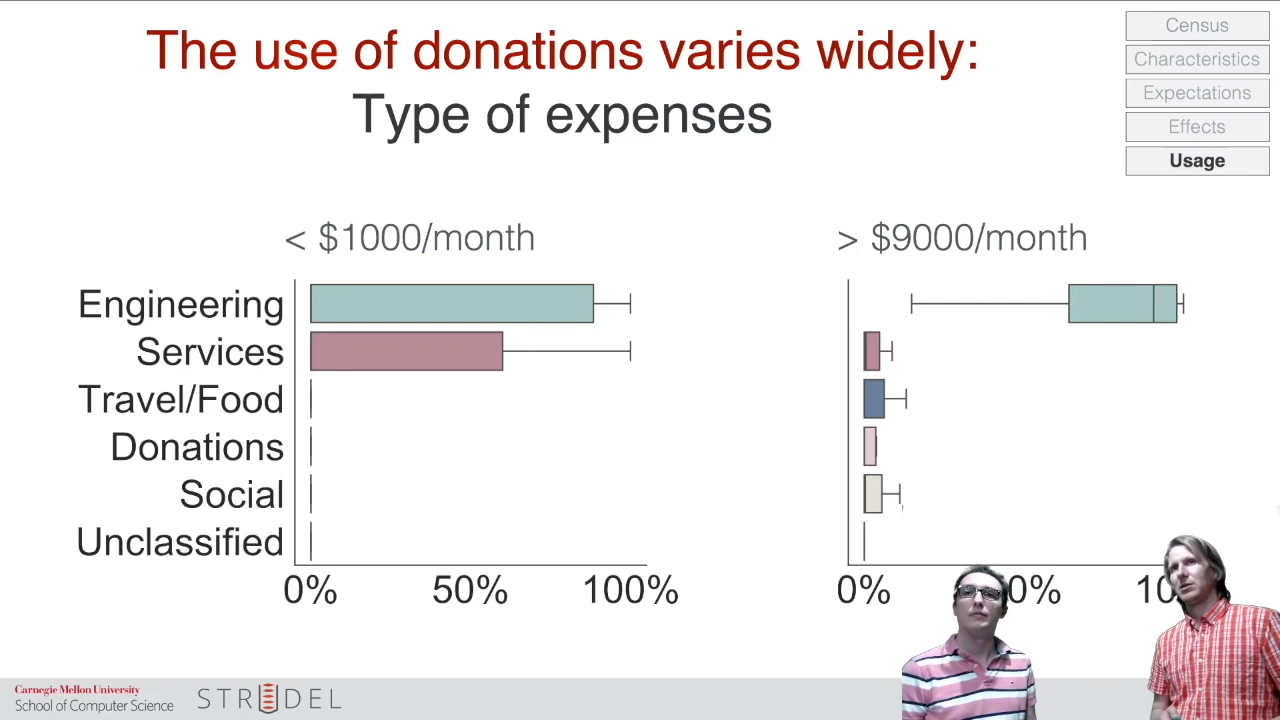 The use of donations varies widely:
Type of expenses
Census
Characteristics
Expectations
Effects
Usage
< $1000/month
> $9000/month
Engineering
Services
Travel/Food
Donations
Social
Unclassified
0% 50% 100%
0%
Carnegie Mellon University
School of Computer Science
STRUDEL